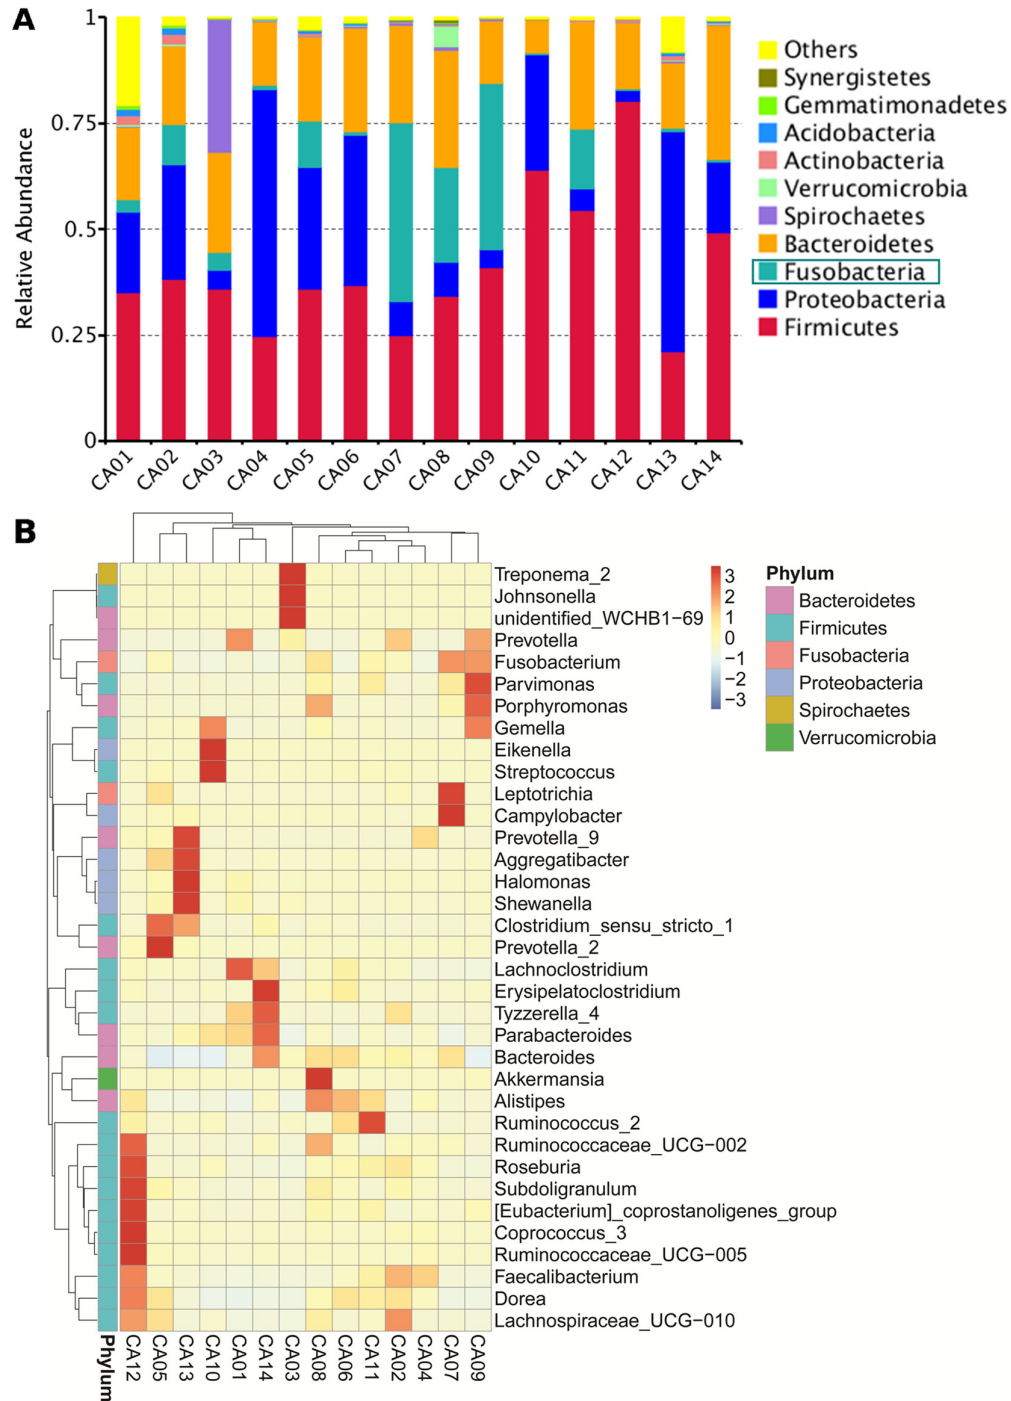 A
Relative Abundance
1
0.75
0.5
0.25
0
CA01 CA02 CA03 CA04 CA05 CA06 CA07 CA08 CA09 CA10 CA11 CA12 CA13 CA14
Others
Synergistetes
Gemmatimonadetes
Acidobacteria
Actinobacteria
Verrucomicrobia
Spirochaetes
Bacteroidetes
Fusobacteria
Proteobacteria
Firmicutes
B
Treponema_2
Johnsonella
unidentified_WCHB1−69
Prevotella
Fusobacterium
Parvimonas
Porphyromonas
Gemella
Eikenella
Streptococcus
Leptotrichia
Campylobacter
Prevotella_9
Aggregatibacter
Halomonas
Shewanella
Clostridium_sensu_stricto_1
Prevotella_2
Lachnoclostridium
Erysipelatoclostridium
Tyzzerella_4
Parabacteroides
Bacteroides
Akkermansia
Alistipes
Ruminococcus_2
Ruminococcaceae_UCG−002
Roseburia
Subdoligranulum
[Eubacterium]_coprostanoligenes_group
Coprococcus_3
Ruminococcaceae_UCG−005
Faecalibacterium
Dorea
Lachnospiraceae_UCG−010
3
2
1
0
−1
−2
−3
Phylum
Bacteroidetes
Firmicutes
Fusobacteria
Proteobacteria
Spirochaetes
Verrucomicrobia
Phylum CA12 CA05 CA13 CA10 CA01 CA14 CA03 CA08 CA06 CA11 CA02 CA04 CA07 CA09